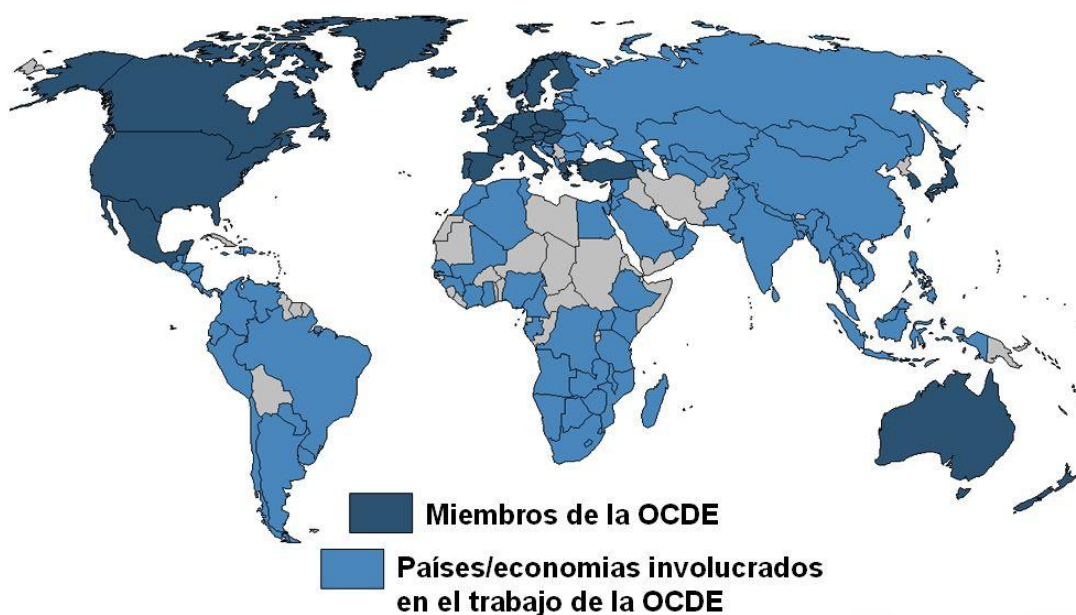 Miembros de la OCDE
Países/economias involucrados
en el trabajo de la OCDE